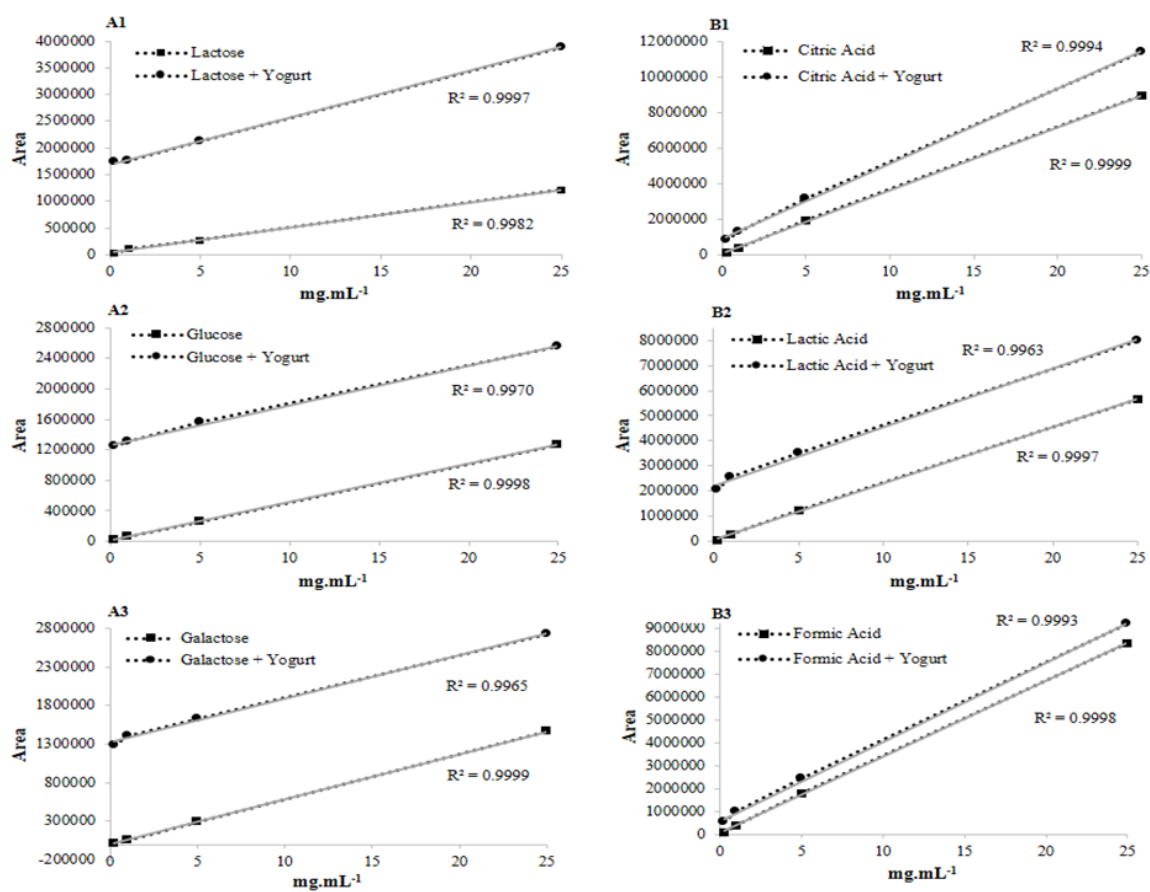 A1
Lactose
Lactose + Yogurt
4000000
3500000
3000000
2500000
2000000
1500000
1000000
500000
0
Area
R² = 0.9997
R² = 0.9982
0 5 10 15 20 25
mg.mL⁻¹
B1
Citric Acid
Citric Acid + Yogurt
12000000
10000000
8000000
6000000
4000000
2000000
0
Area
R² = 0.9994
R² = 0.9999
0 5 10 15 20 25
mg.mL⁻¹
A2
Glucose
Glucose + Yogurt
2800000
2400000
2000000
1600000
1200000
800000
400000
0
Area
R² = 0.9970
R² = 0.9998
0 5 10 15 20 25
mg.mL⁻¹
B2
Lactic Acid
Lactic Acid + Yogurt
8000000
7000000
6000000
5000000
4000000
3000000
2000000
1000000
0
Area
R² = 0.9963
R² = 0.9997
0 5 10 15 20 25
mg.mL⁻¹
A3
Galactose
Galactose + Yogurt
2800000
2300000
1800000
1300000
800000
300000
-200000
Area
R² = 0.9965
R² = 0.9999
0 5 10 15 20 25
mg.mL⁻¹
B3
Formic Acid
Formic Acid + Yogurt
9000000
8000000
7000000
6000000
5000000
4000000
3000000
2000000
1000000
0
Area
R² = 0.9993
R² = 0.9998
0 5 10 15 20 25
mg.mL⁻¹